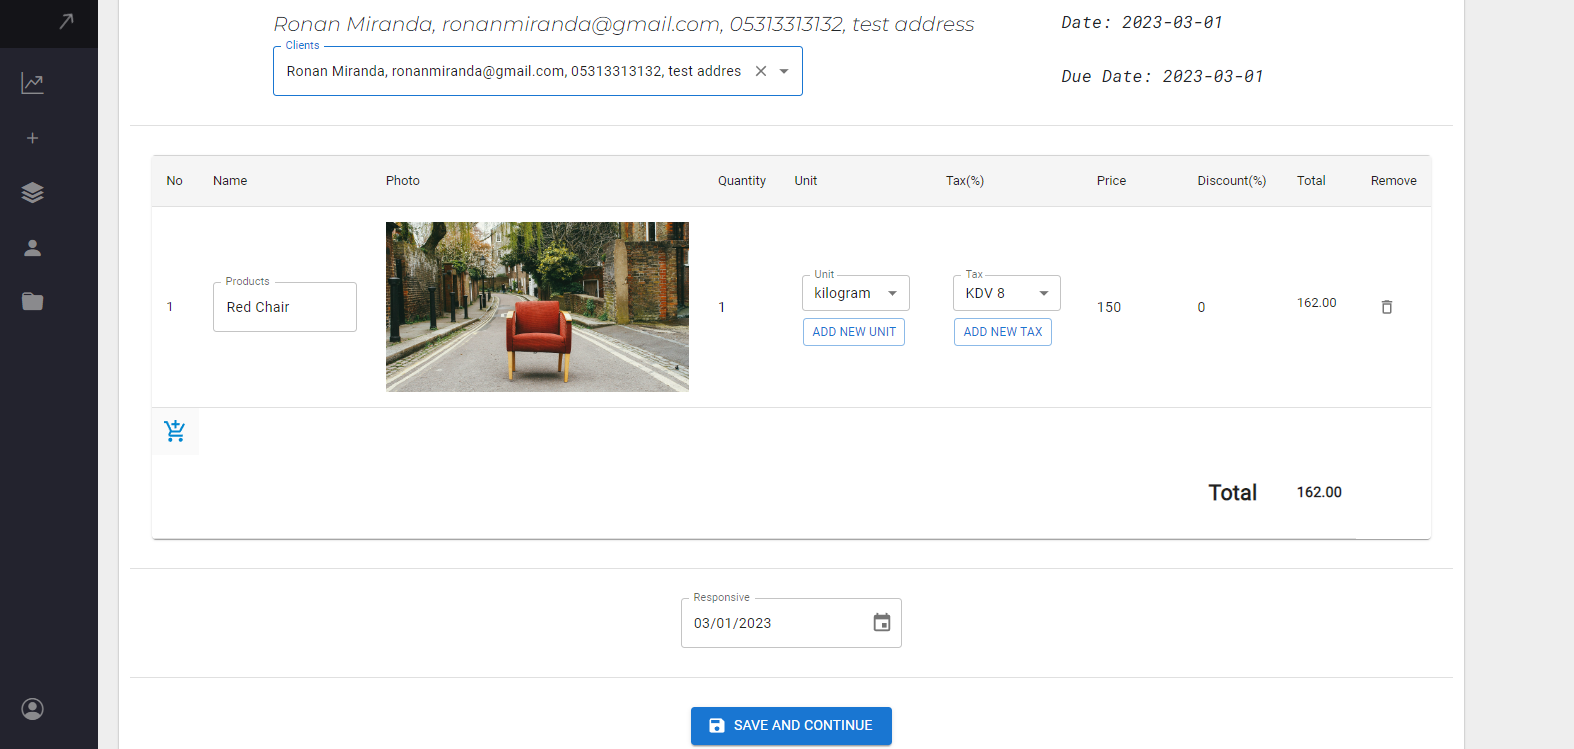 Ronan Miranda, ronanmiranda@gmail.com, 05313313132, test address
Date: 2023-03-01
Clients
Ronan Miranda, ronanmiranda@gmail.com, 05313313132, test addres
Due Date: 2023-03-01
No Name Photo Quantity Unit Tax(%) Price Discount(%) Total Remove
Products
Unit
Tax
1 Red Chair 1 kilogram KDV 8 150 0 162.00
ADD NEW UNIT ADD NEW TAX
Total 162.00
Responsive
03/01/2023
SAVE AND CONTINUE